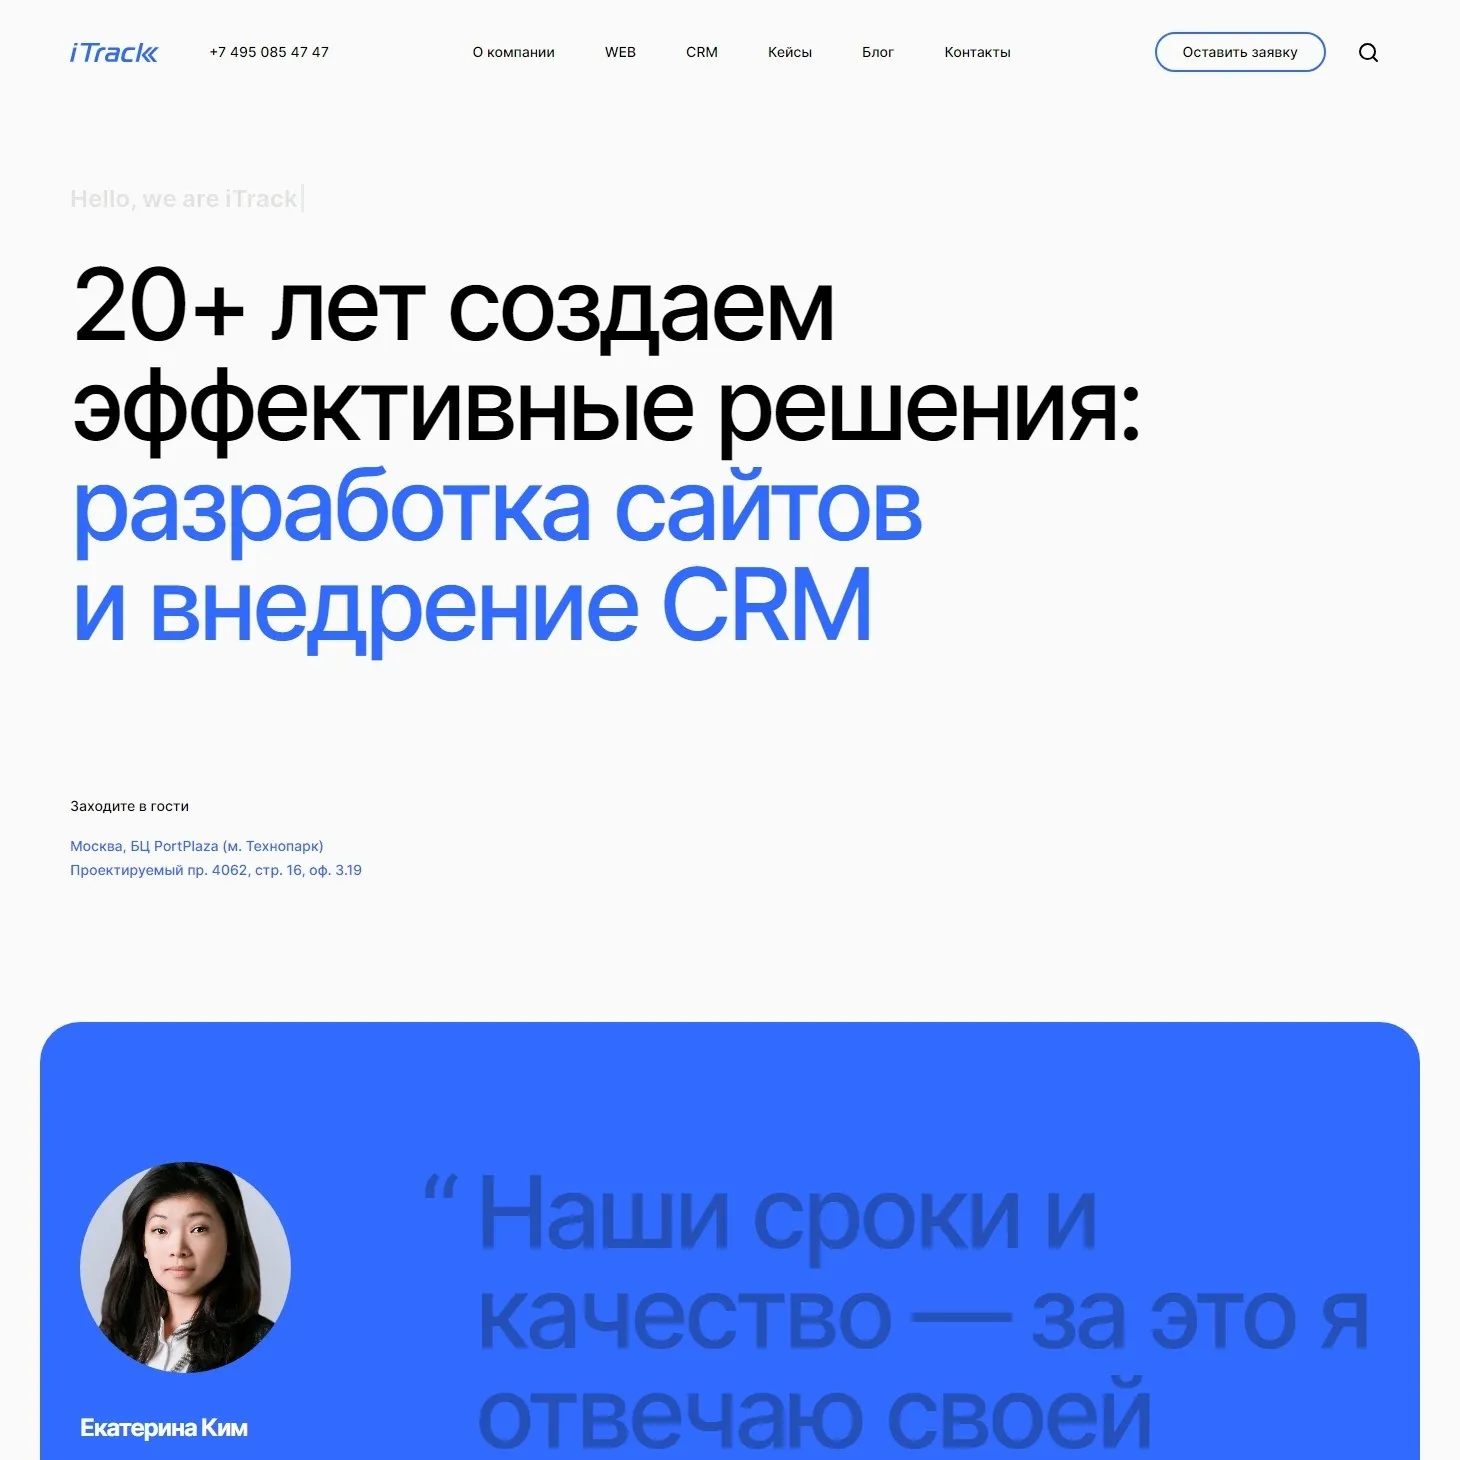 iTrack
+7 495 085 47 47
О компании
WEB
CRM
Кейсы
Блог
Контакты
Оставить заявку
Hello, we are iTrack|
20+ лет создаем
эффективные решения:
разработка сайтов
и внедрение CRM
Заходите в гости
Москва, БЦ PortPlaza (м. Технопарк)
Проектируемый пр. 4062, стр. 16, оф. 3.19
“ Наши сроки и
качество — за это я
отвечаю своей
Екатерина Ким